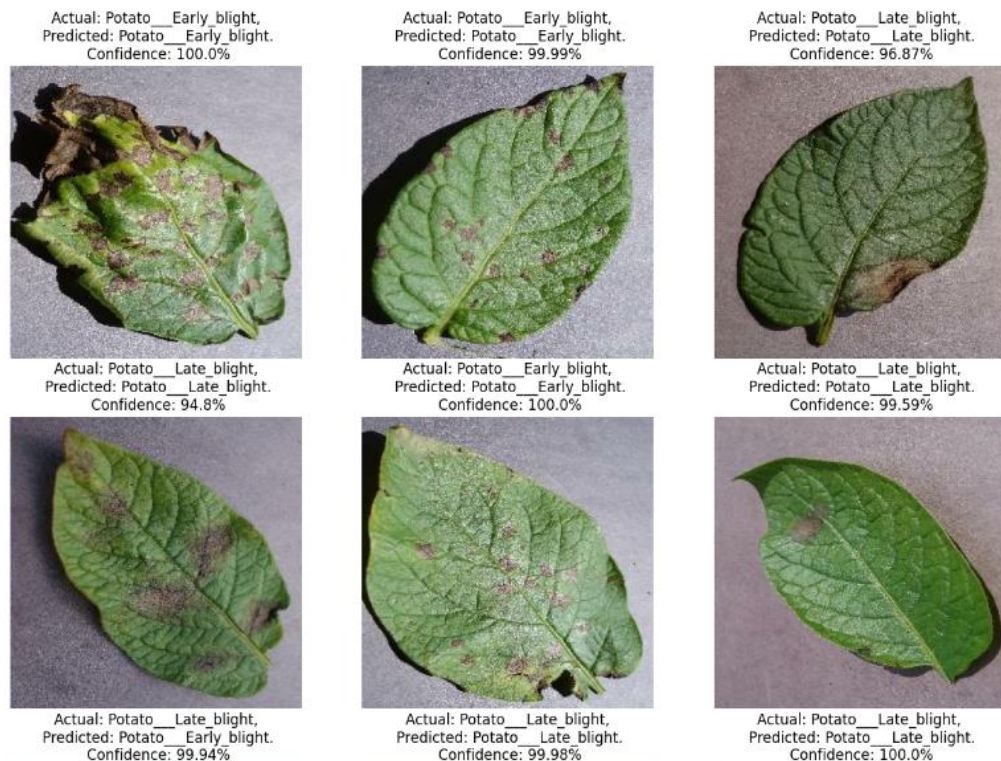 Actual: Potato___Early_blight,
Predicted: Potato___Early_blight.
Confidence: 100.0%
Actual: Potato___Early_blight,
Predicted: Potato___Early_blight.
Confidence: 99.99%
Actual: Potato___Late_blight,
Predicted: Potato___Late_blight.
Confidence: 96.87%
Actual: Potato___Late_blight,
Predicted: Potato___Late_blight.
Confidence: 94.8%
Actual: Potato___Early_blight,
Predicted: Potato___Early_blight.
Confidence: 100.0%
Actual: Potato___Late_blight,
Predicted: Potato___Late_blight.
Confidence: 99.59%
Actual: Potato___Late_blight,
Predicted: Potato___Early_blight.
Confidence: 99.94%
Actual: Potato___Late_blight,
Predicted: Potato___Late_blight.
Confidence: 99.98%
Actual: Potato___Late_blight,
Predicted: Potato___Late_blight.
Confidence: 100.0%